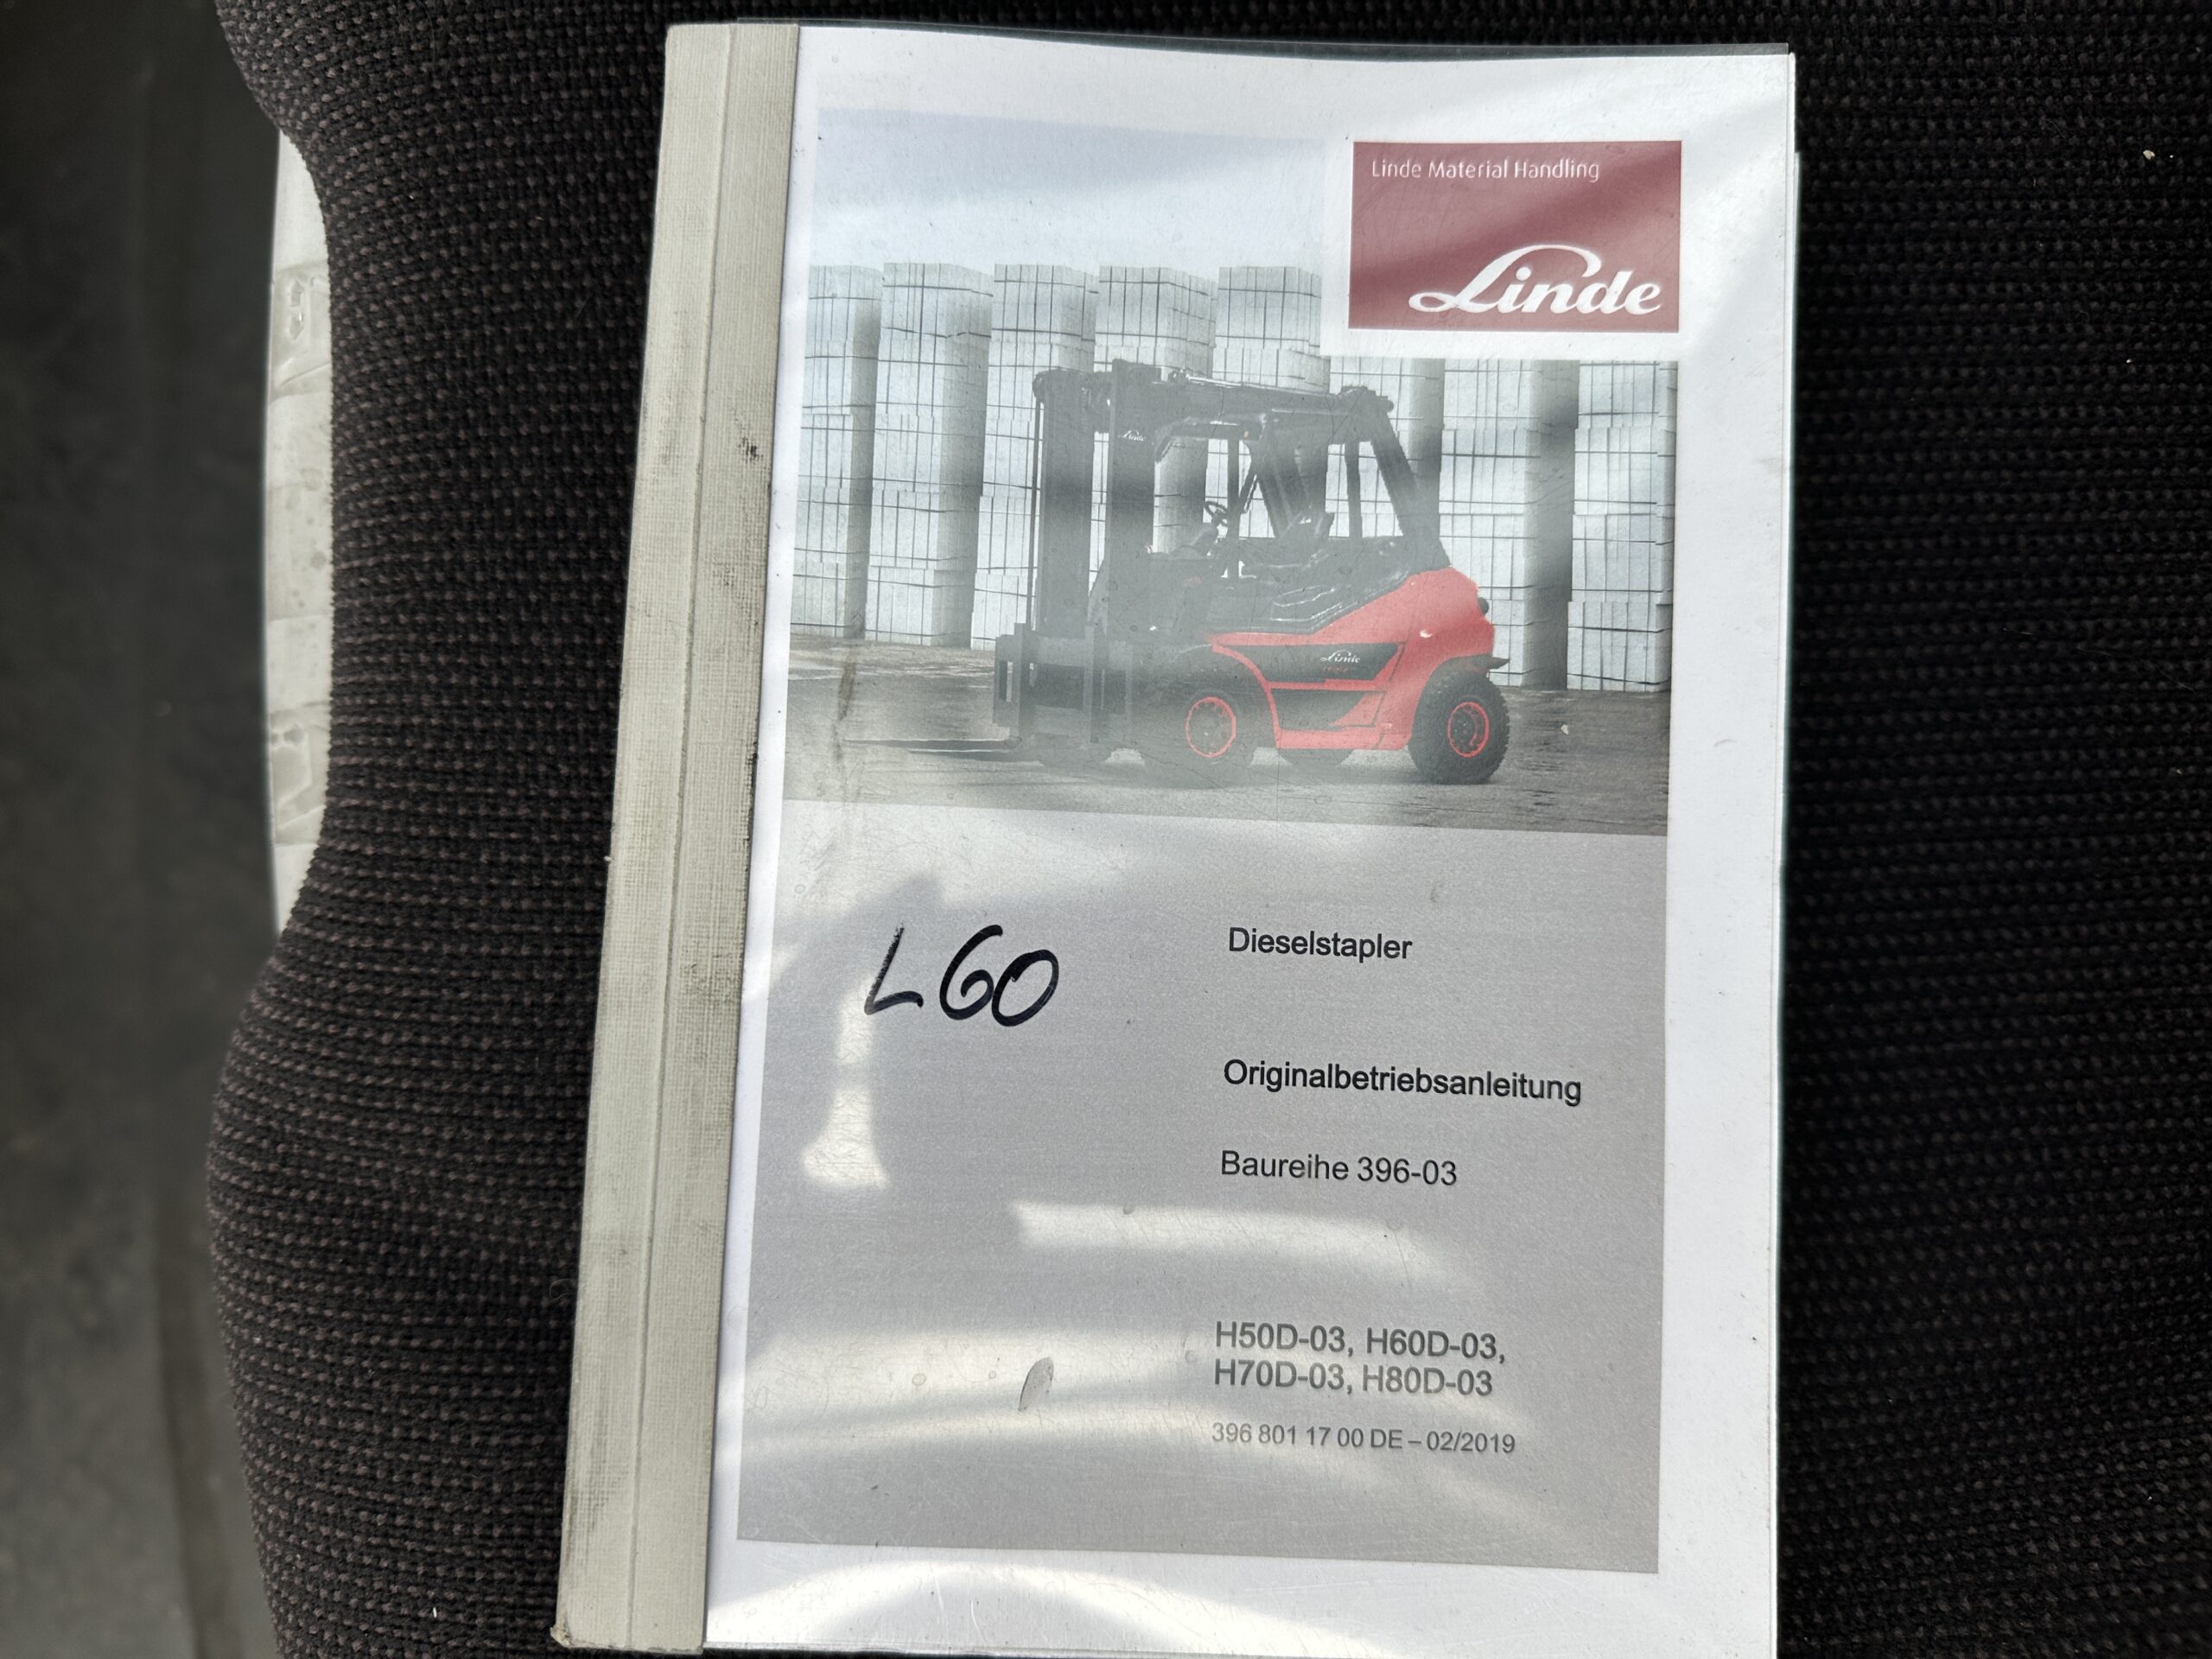 Linde Material Handling
Linde
Linde
Linde
L60
Dieselstapler
Originalbetriebsanleitung
Baureihe 396-03
H50D-03, H60D-03,
H70D-03, H80D-03
396 801 17 00 DE – 02/2019